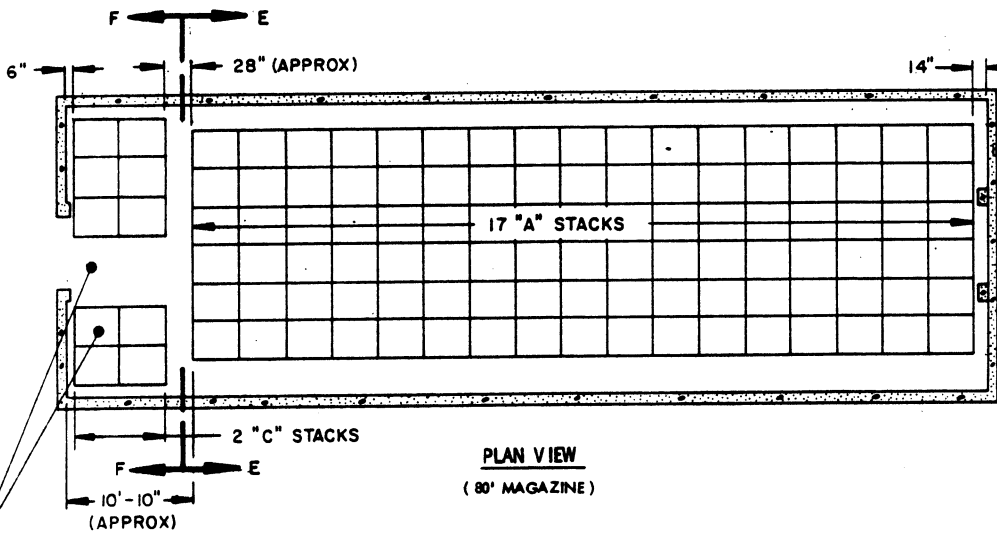 F E
6"
28" (APPROX)
14"
17 "A" STACKS
2 "C" STACKS
F E
10'-10"
(APPROX)
PLAN VIEW
( 80' MAGAZINE )